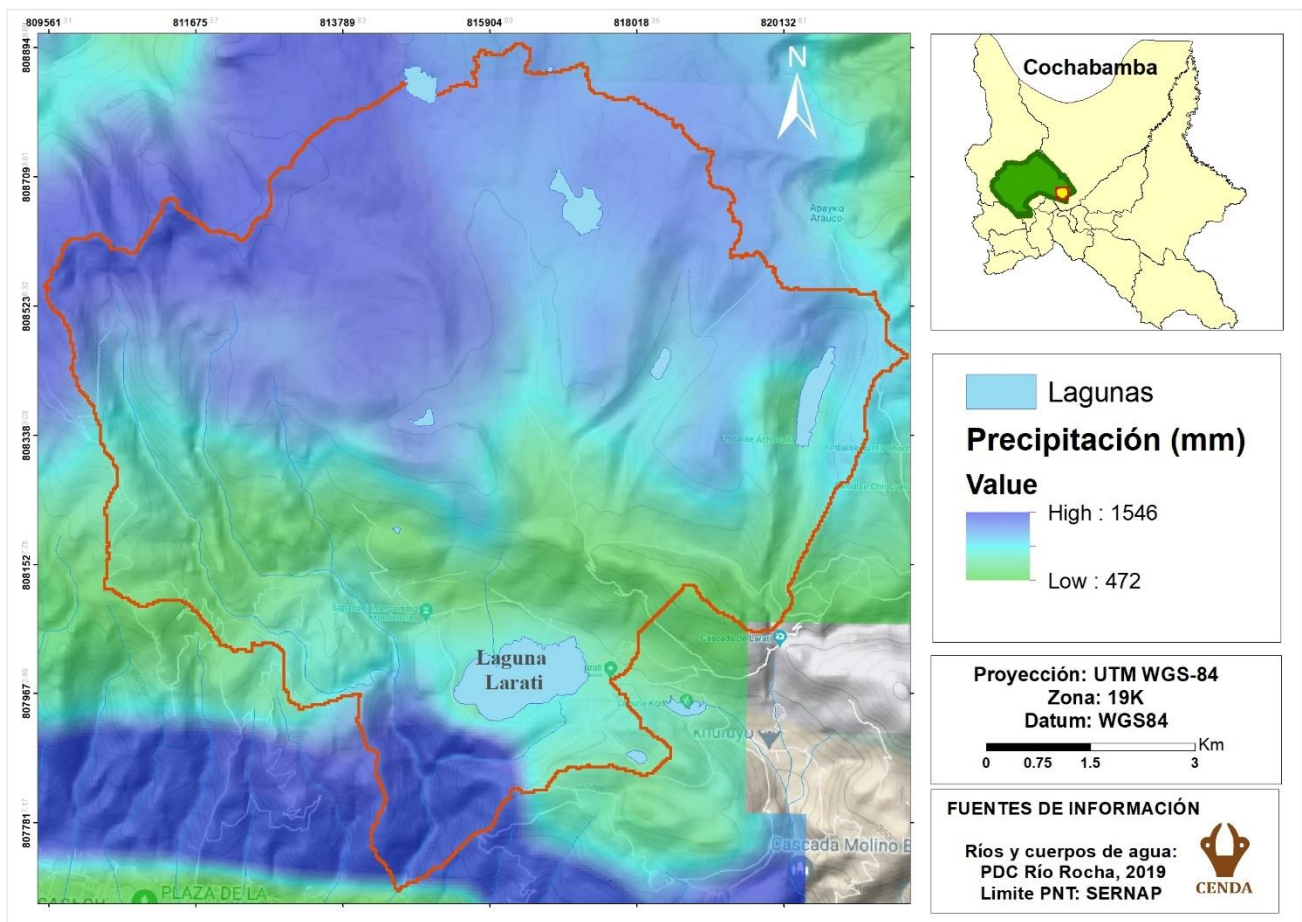 809561
811675
813789
815904
818018
820132
808894
808709
808523
808338
808152
807967
807781
N
Apayko
Arauco
Laguna
Larati
Cascada de Larati
Cascada Molino B
PLAZA DE LA
Cochabamba
Lagunas
Precipitación (mm)
Value
High : 1546
Low : 472
Proyección: UTM WGS-84
Zona: 19K
Datum: WGS84
Km
0 0.75 1.5 3
FUENTES DE INFORMACIÓN
Ríos y cuerpos de agua:
PDC Río Rocha, 2019
Limite PNT: SERNAP
CENDA